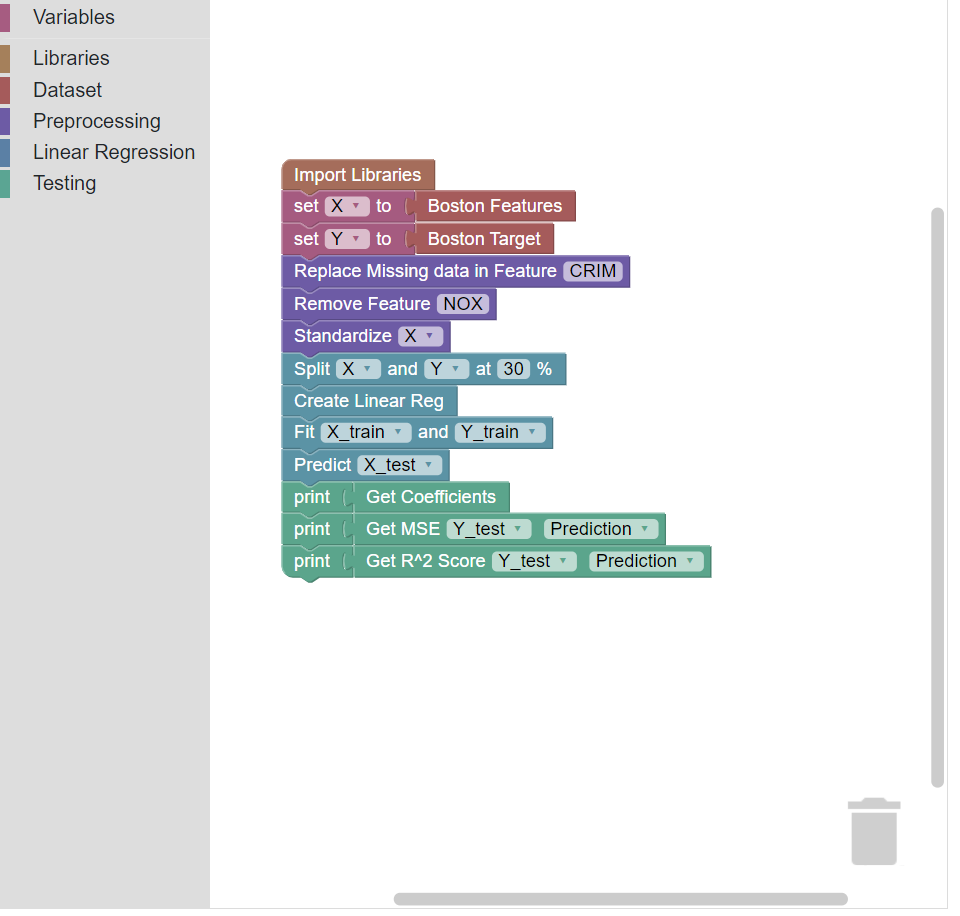 Variables
Libraries
Dataset
Preprocessing
Linear Regression
Testing
Import Libraries
set X to Boston Features
set Y to Boston Target
Replace Missing data in Feature CRIM
Remove Feature NOX
Standardize X
Split X and Y at 30 %
Create Linear Reg
Fit X_train and Y_train
Predict X_test
print Get Coefficients
print Get MSE Y_test Prediction
print Get R^2 Score Y_test Prediction